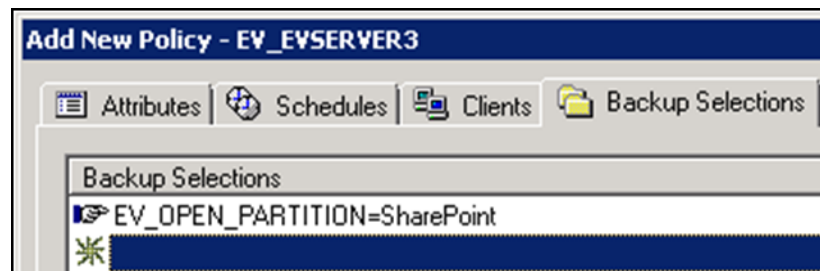 Add New Policy - EV_EVSERVER3
Attributes Schedules Clients Backup Selections
Backup Selections
EV_OPEN_PARTITION=SharePoint